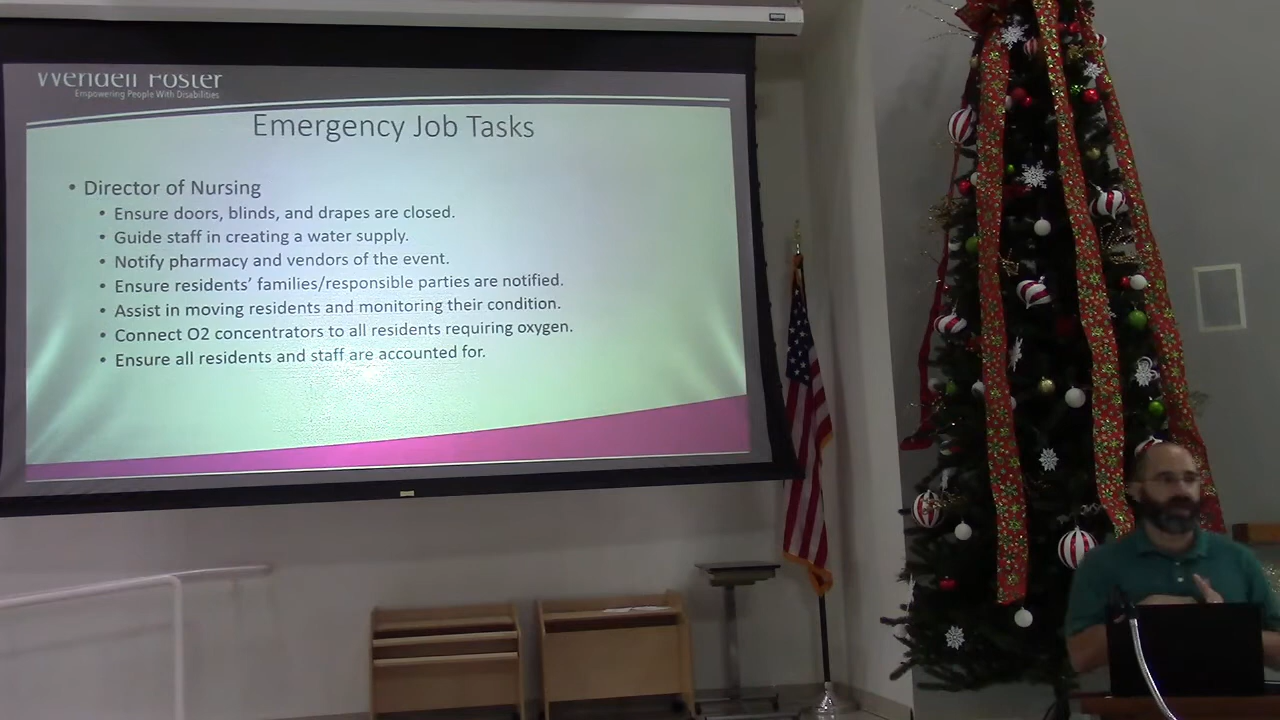 Wendell Foster
Empowering People With Disabilities
Emergency Job Tasks
• Director of Nursing
• Ensure doors, blinds, and drapes are closed.
• Guide staff in creating a water supply.
• Notify pharmacy and vendors of the event.
• Ensure residents' families/responsible parties are notified.
• Assist in moving residents and monitoring their condition.
• Connect O2 concentrators to all residents requiring oxygen.
• Ensure all residents and staff are accounted for.